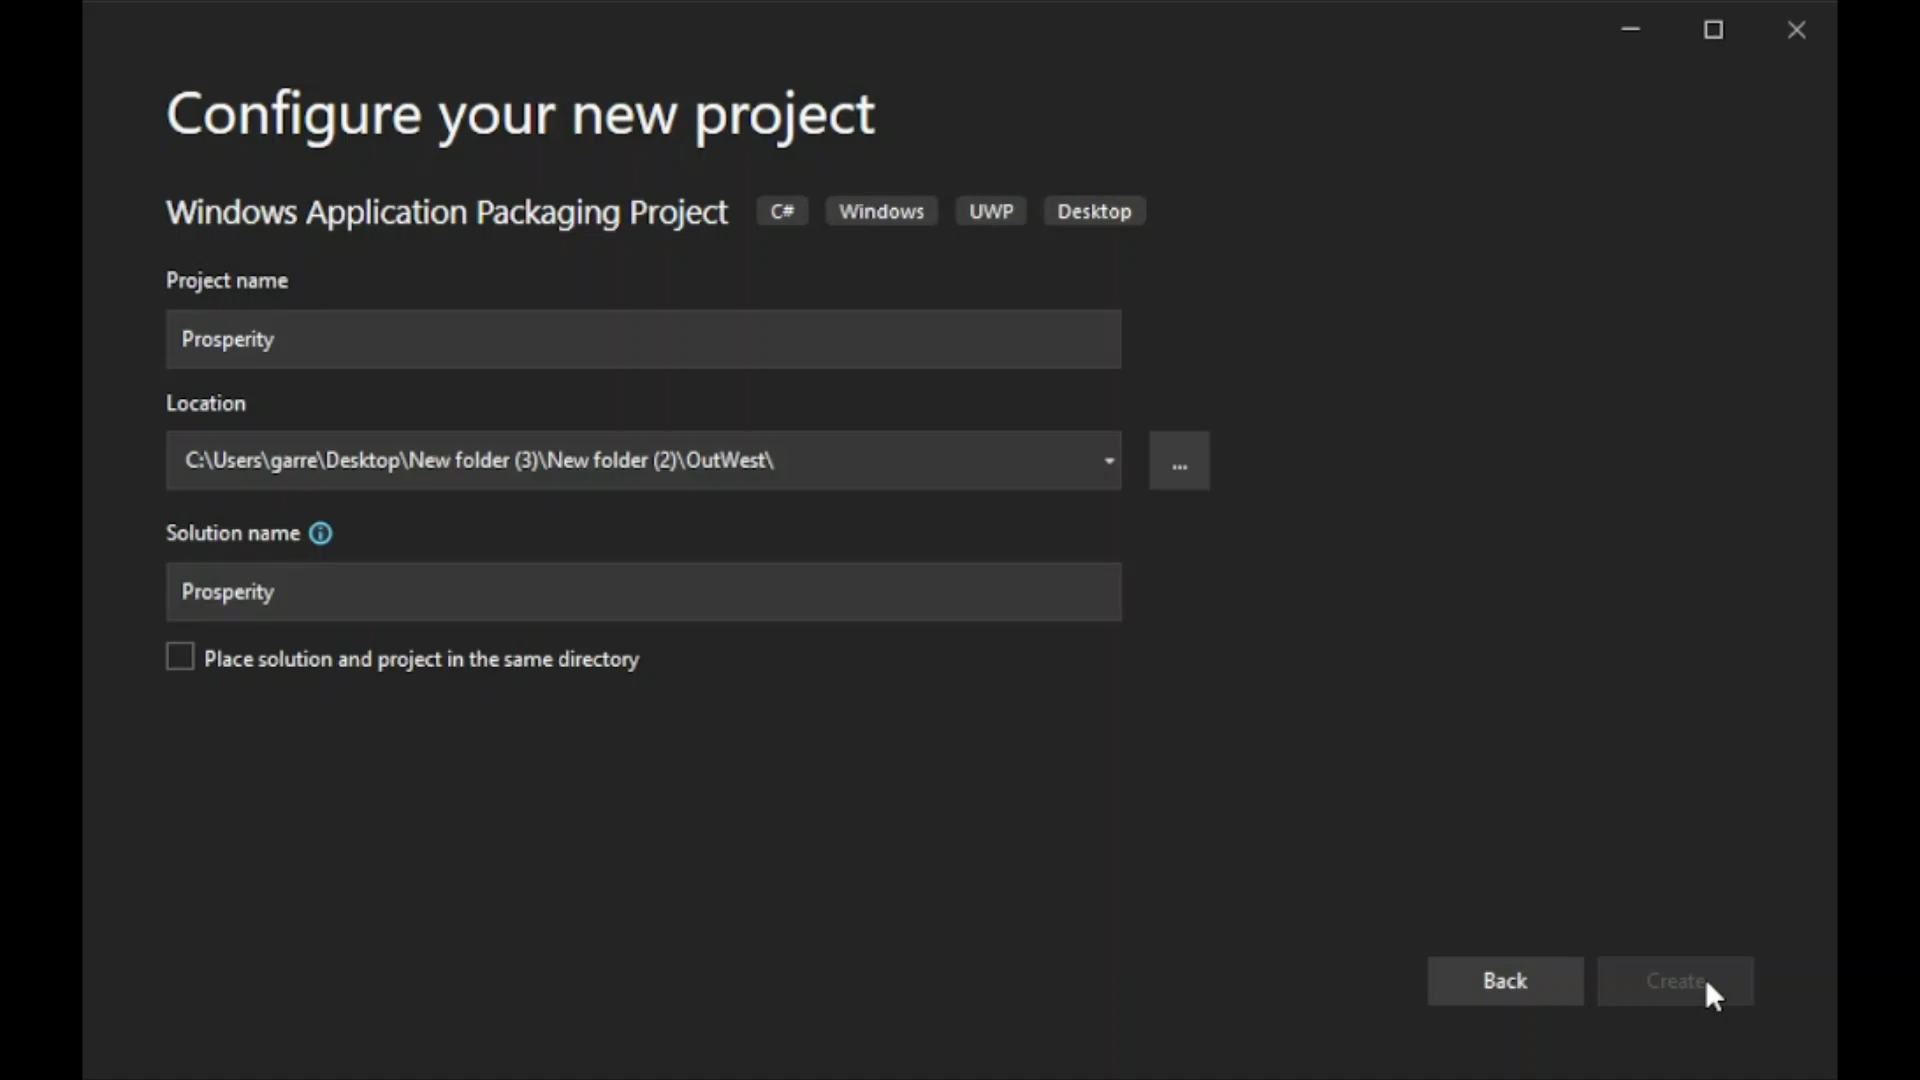 Configure your new project
Windows Application Packaging Project C# Windows UWP Desktop
Project name
Prosperity
Location
C:\Users\garre\Desktop\New folder (3)\New folder (2)\OutWest\
...
Solution name
Prosperity
Place solution and project in the same directory
Back Create